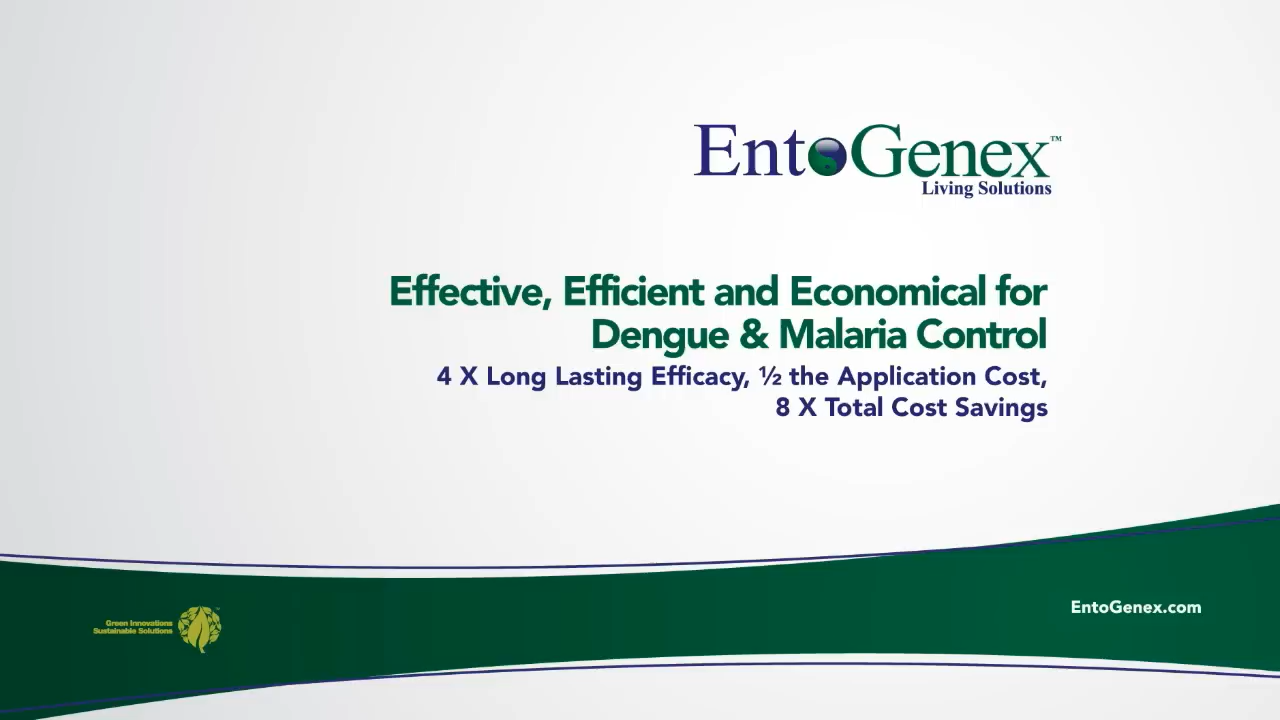 EntoGenex™
Living Solutions
Effective, Efficient and Economical for
Dengue & Malaria Control
4 X Long Lasting Efficacy, ½ the Application Cost,
8 X Total Cost Savings
EntoGenex.com
Green Innovations
Sustainable Solutions